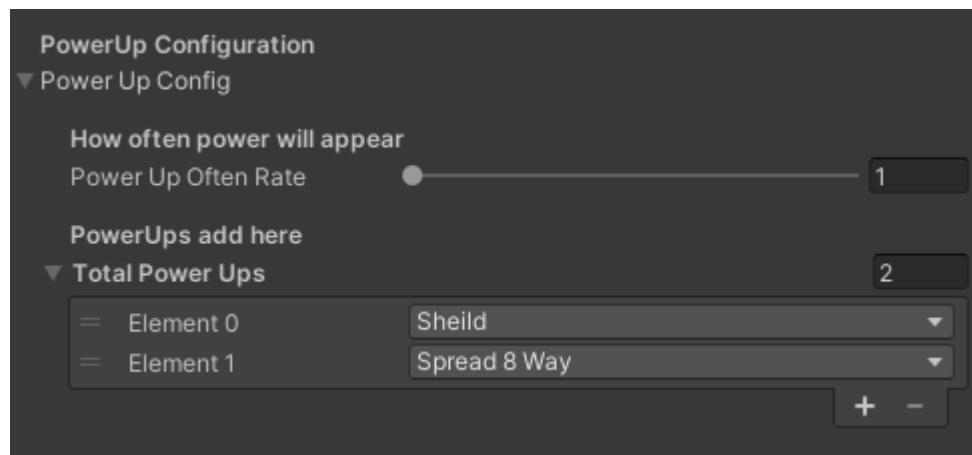 PowerUp Configuration
Power Up Config
How often power will appear
Power Up Often Rate 1
PowerUps add here
Total Power Ups 2
Element 0 Sheild
Element 1 Spread 8 Way
+ −